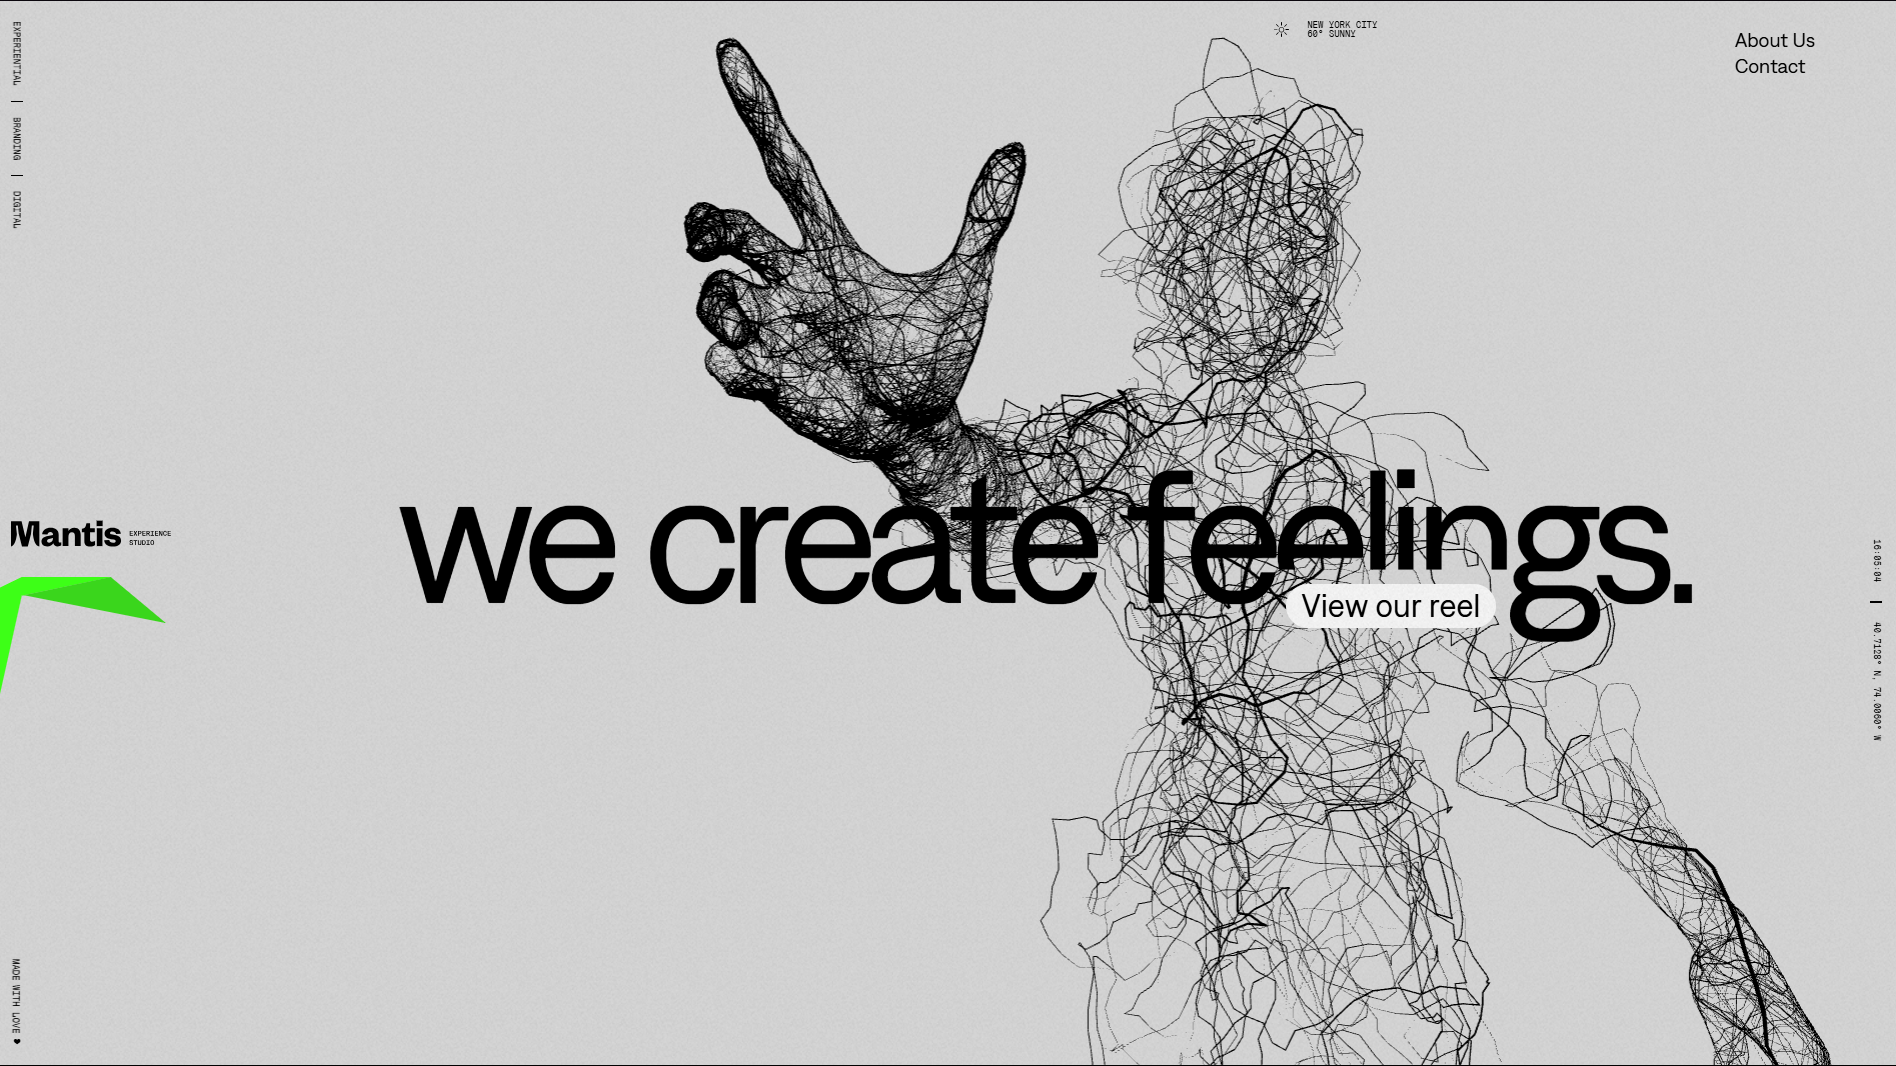 EXPERIENTIAL | BRANDING | DIGITAL
NEW YORK CITY
60° SUNNY
About Us
Contact
we create feelings.
View our reel
Mantis
EXPERIENCE
STUDIO
16:05:04 | 40.7128° N, 74.0060° W
MADE WITH LOVE ♥